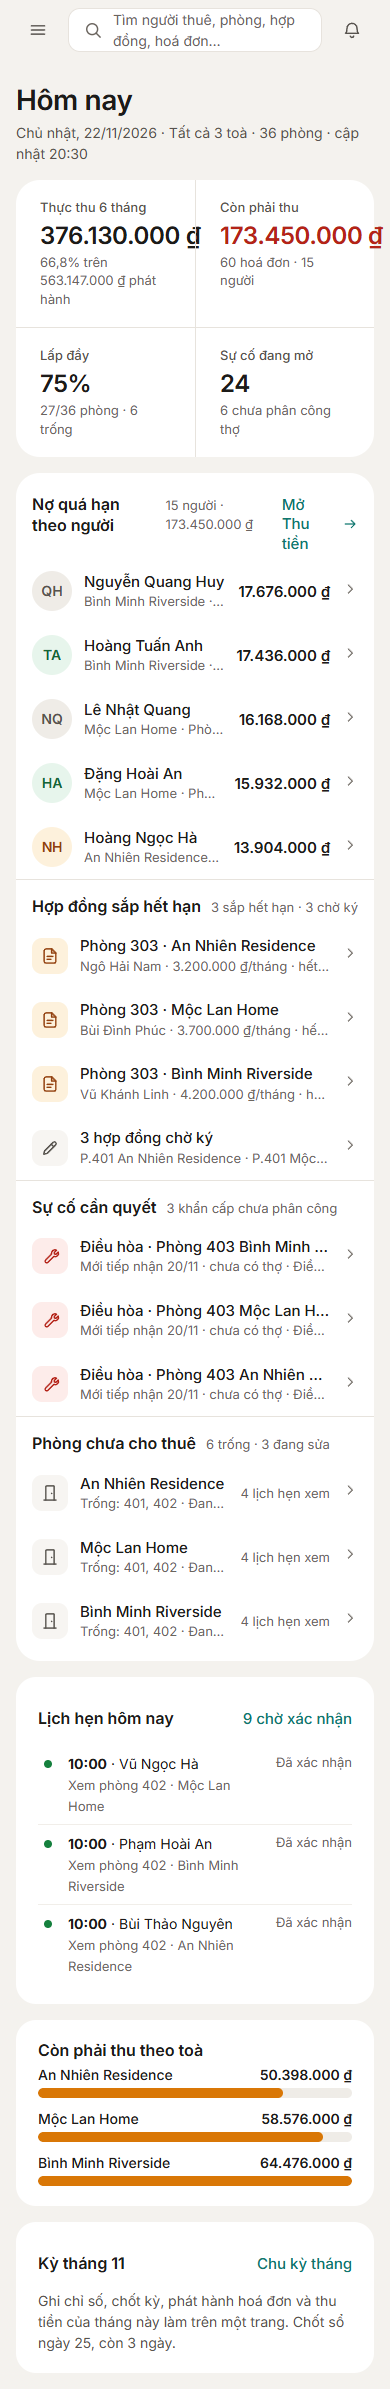 Tìm người thuê, phòng, hợp
đồng, hoá đơn...
Hôm nay
Chủ nhật, 22/11/2026 · Tất cả 3 toà · 36 phòng · cập
nhật 20:30
Thực thu 6 tháng
376.130.000 ₫
66,8% trên
563.147.000 ₫ phát
hành
Còn phải thu
173.450.000 ₫
60 hoá đơn · 15
người
Lấp đầy
75%
27/36 phòng · 6
trống
Sự cố đang mở
24
6 chưa phân công
thợ
Nợ quá hạn
theo người
15 người ·
173.450.000 ₫
Mở
Thu
tiền
QH
Nguyễn Quang Huy
Bình Minh Riverside ·...
17.676.000 ₫
TA
Hoàng Tuấn Anh
Bình Minh Riverside ·...
17.436.000 ₫
NQ
Lê Nhật Quang
Mộc Lan Home · Phò...
16.168.000 ₫
HA
Đặng Hoài An
Mộc Lan Home · Ph...
15.932.000 ₫
NH
Hoàng Ngọc Hà
An Nhiên Residence...
13.904.000 ₫
Hợp đồng sắp hết hạn 3 sắp hết hạn · 3 chờ ký
Phòng 303 · An Nhiên Residence
Ngô Hải Nam · 3.200.000 ₫/tháng · hết...
Phòng 303 · Mộc Lan Home
Bùi Đình Phúc · 3.700.000 ₫/tháng · hế...
Phòng 303 · Bình Minh Riverside
Vũ Khánh Linh · 4.200.000 ₫/tháng · h...
3 hợp đồng chờ ký
P.401 An Nhiên Residence · P.401 Mộc...
Sự cố cần quyết 3 khẩn cấp chưa phân công
Điều hòa · Phòng 403 Bình Minh ...
Mới tiếp nhận 20/11 · chưa có thợ · Điề...
Điều hòa · Phòng 403 Mộc Lan H...
Mới tiếp nhận 20/11 · chưa có thợ · Điề...
Điều hòa · Phòng 403 An Nhiên ...
Mới tiếp nhận 20/11 · chưa có thợ · Điề...
Phòng chưa cho thuê 6 trống · 3 đang sửa
An Nhiên Residence
Trống: 401, 402 · Đan...
4 lịch hẹn xem
Mộc Lan Home
Trống: 401, 402 · Đan...
4 lịch hẹn xem
Bình Minh Riverside
Trống: 401, 402 · Đan...
4 lịch hẹn xem
Lịch hẹn hôm nay
9 chờ xác nhận
10:00 · Vũ Ngọc Hà
Đã xác nhận
Xem phòng 402 · Mộc Lan
Home
10:00 · Phạm Hoài An
Đã xác nhận
Xem phòng 402 · Bình Minh
Riverside
10:00 · Bùi Thảo Nguyên
Đã xác nhận
Xem phòng 402 · An Nhiên
Residence
Còn phải thu theo toà
An Nhiên Residence 50.398.000 ₫
Mộc Lan Home 58.576.000 ₫
Bình Minh Riverside 64.476.000 ₫
Kỳ tháng 11
Chu kỳ tháng
Ghi chỉ số, chốt kỳ, phát hành hoá đơn và thu
tiền của tháng này làm trên một trang. Chốt sổ
ngày 25, còn 3 ngày.